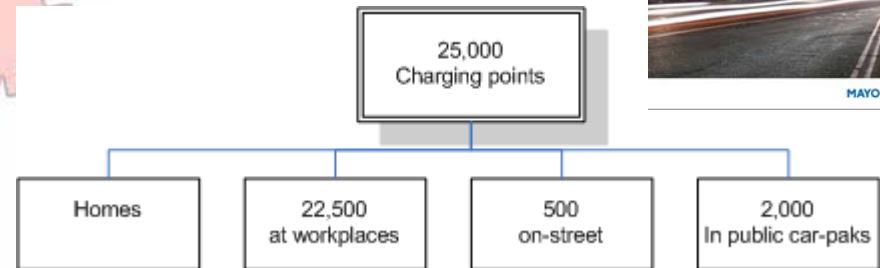 25,000
Charging points
MAYO
Homes
22,500
at workplaces
500
on-street
2,000
In public car-paks